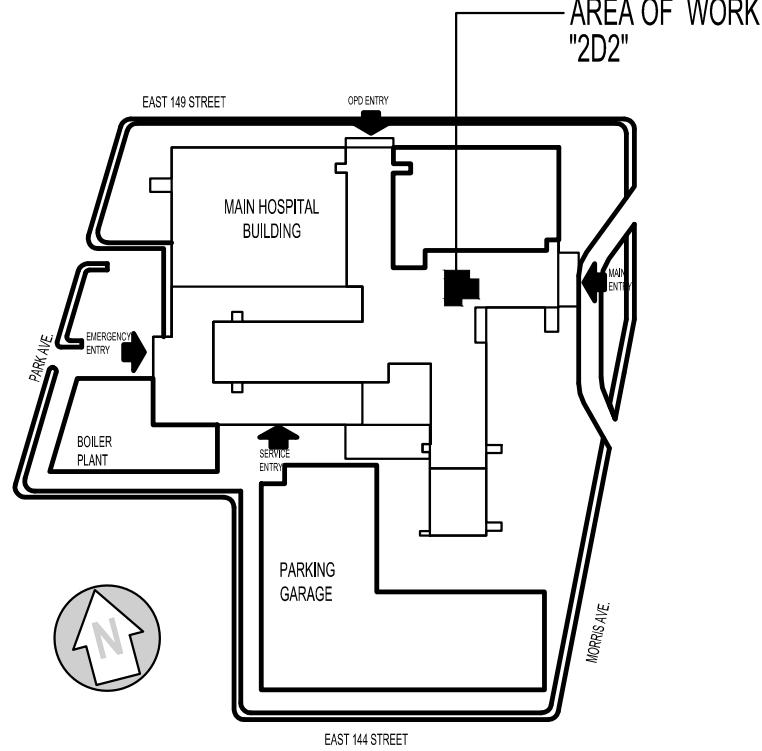 AREA OF WORK
"2D2"
EAST 149 STREET
OPD ENTRY
MAIN HOSPITAL
BUILDING
MAIN
ENTRY
EMERGENCY
ENTRY
PARK AVE.
BOILER
PLANT
SERVICE
ENTRY
PARKING
GARAGE
N
MORRIS AVE.
EAST 144 STREET